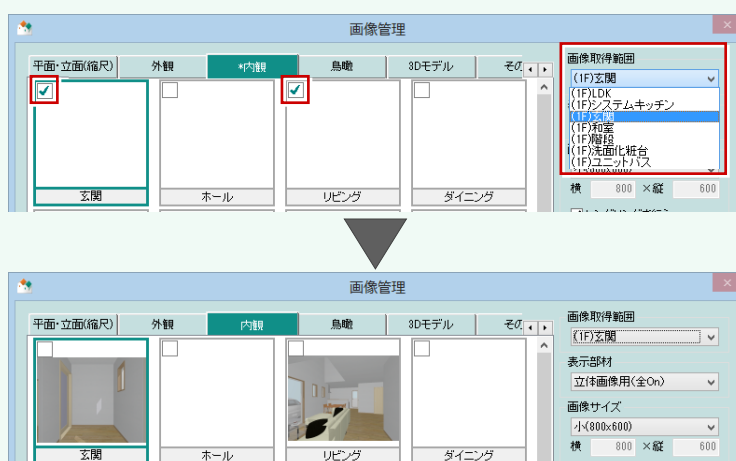 画像管理
平面・立面(縮尺)
外観
*内観
鳥瞰
3Dモデル
その
画像取得範囲
(1F)玄関
(1F)LDK
(1F)システムキッチン
(1F)玄関
(1F)和室
(1F)階段
(1F)洗面化粧台
(1F)ユニットバス
横 800 ×縦 600
玄関
ホール
リビング
ダイニング
画像管理
平面・立面(縮尺)
外観
内観
鳥瞰
3Dモデル
その
画像取得範囲
(1F)玄関
表示部材
立体画像用(全On)
画像サイズ
小(800x600)
横 800 ×縦 600
玄関
ホール
リビング
ダイニング